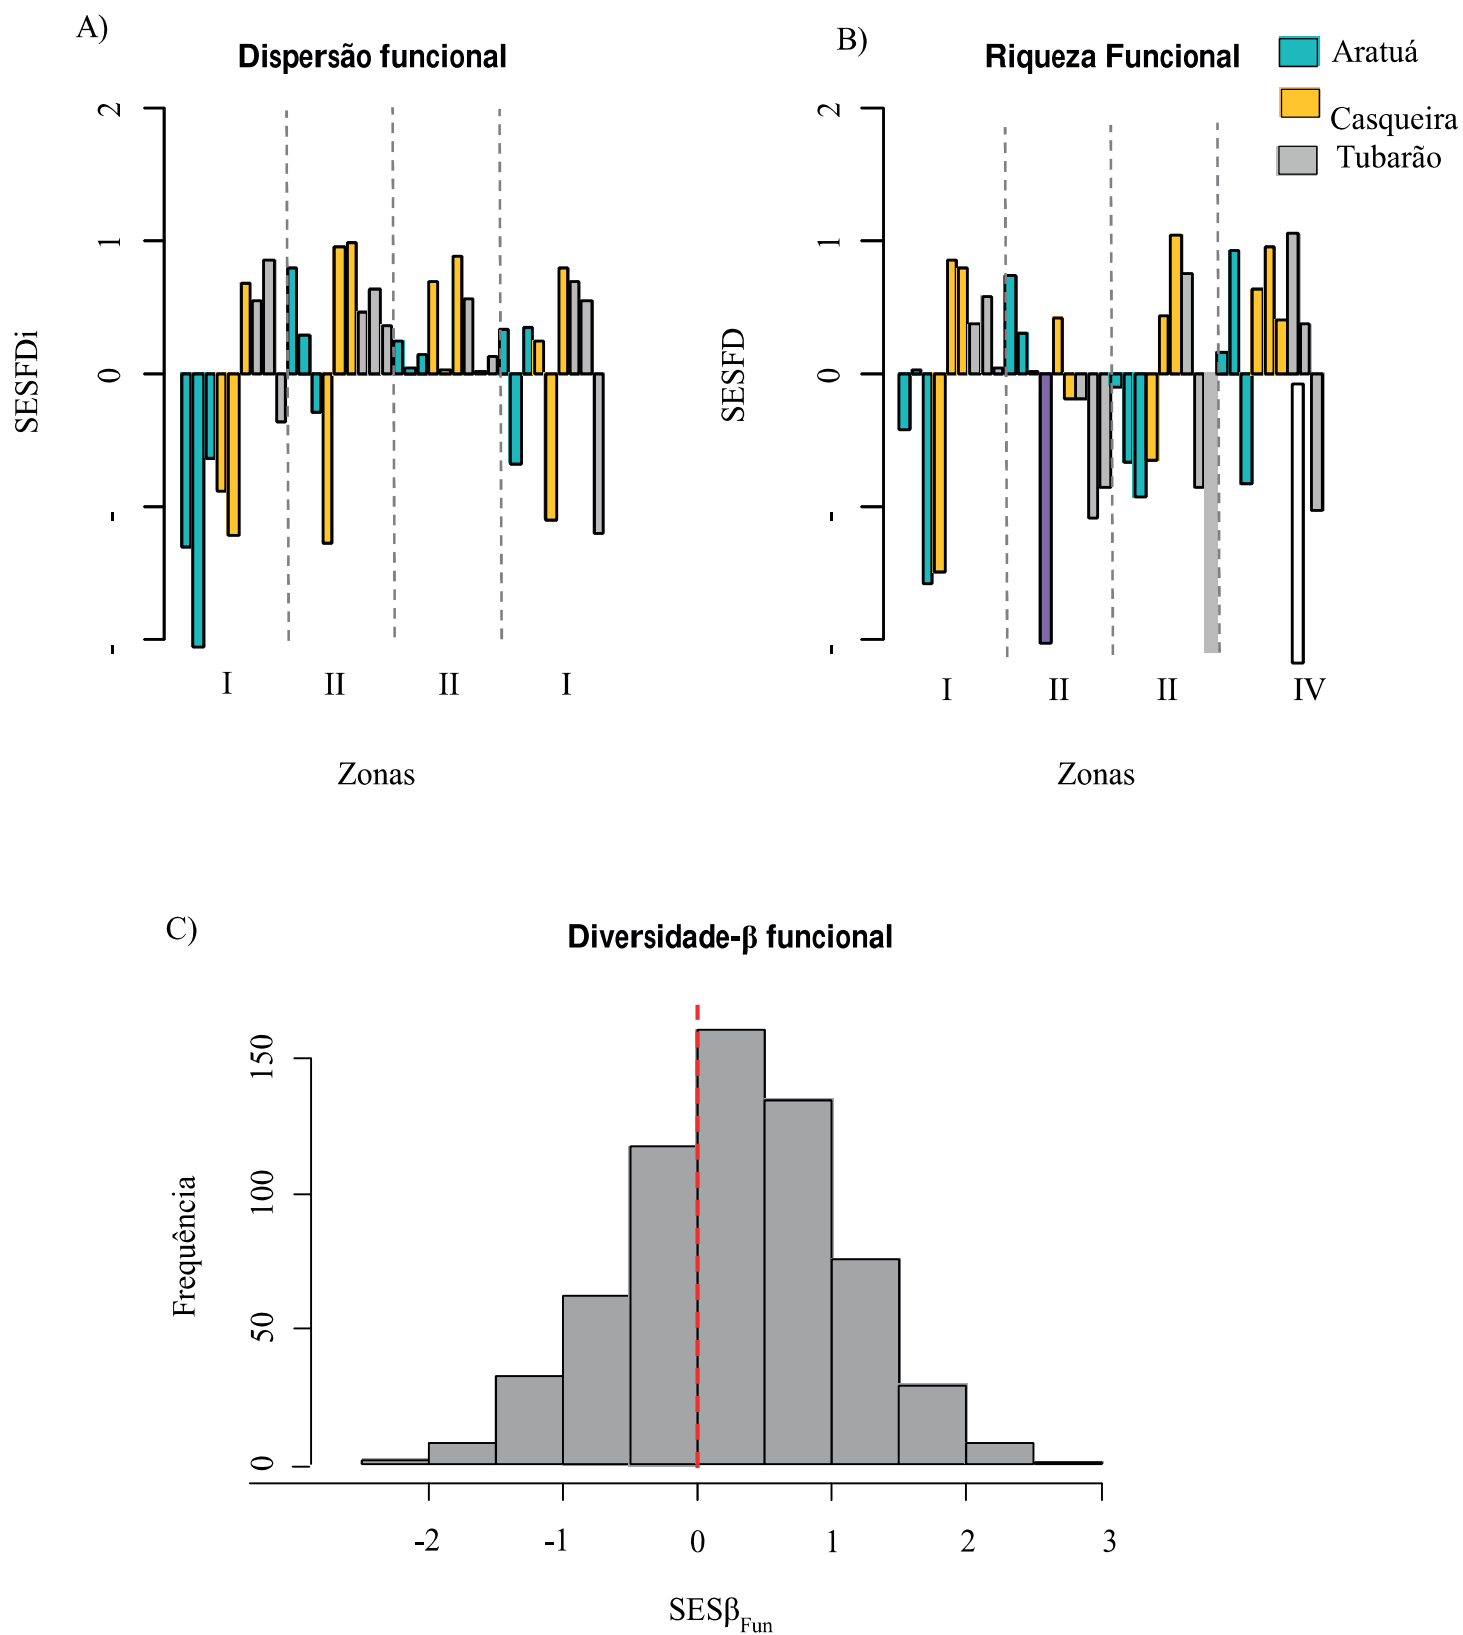 A)
Dispersão funcional
2
1
0
-
-
SESFDi
I
II
II
I
Zonas
B)
Riqueza Funcional
Aratuá
Casqueira
Tubarão
2
1
0
-
-
SESFD
I
II
II
IV
Zonas
C)
Diversidade-β funcional
150
100
50
0
Frequência
-2
-1
0
1
2
3
SESβFun